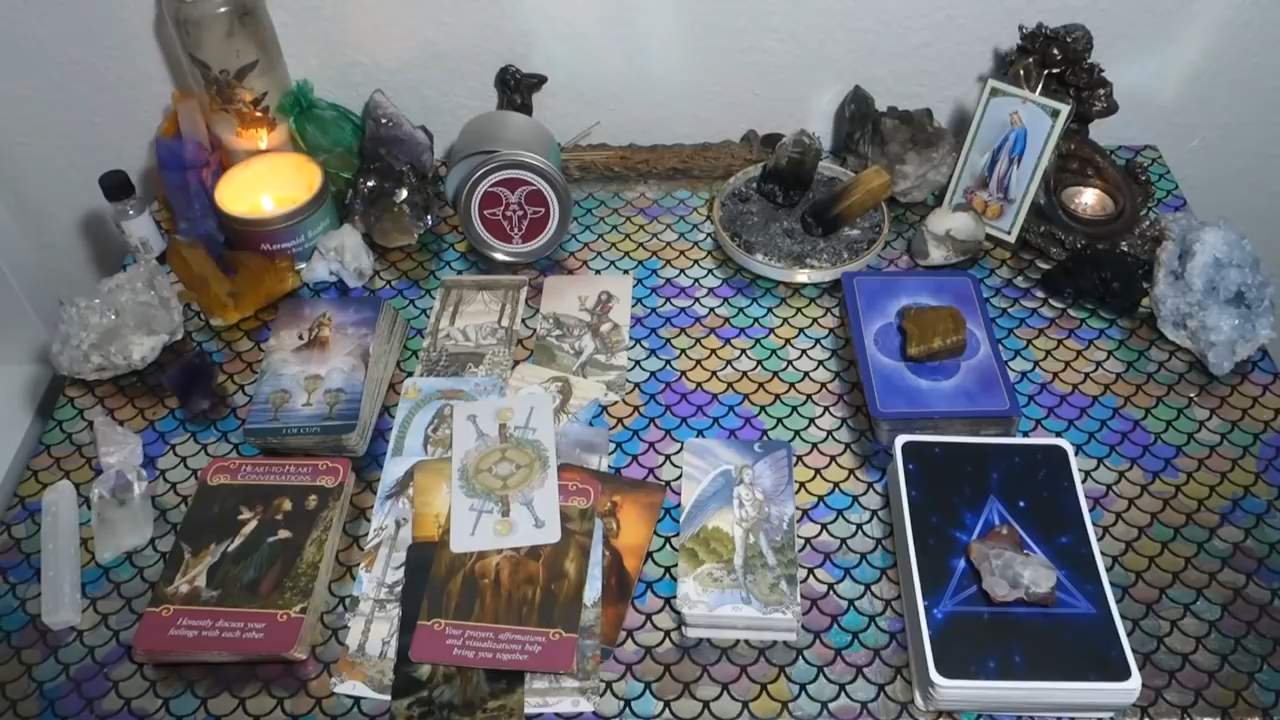 Mermaid
3 OF CUPS
HEART-TO-HEART
CONVERSATIONS
Honestly discuss your
feelings with each other.
Your prayers, affirmations,
and visualizations help
bring you together.
XIV